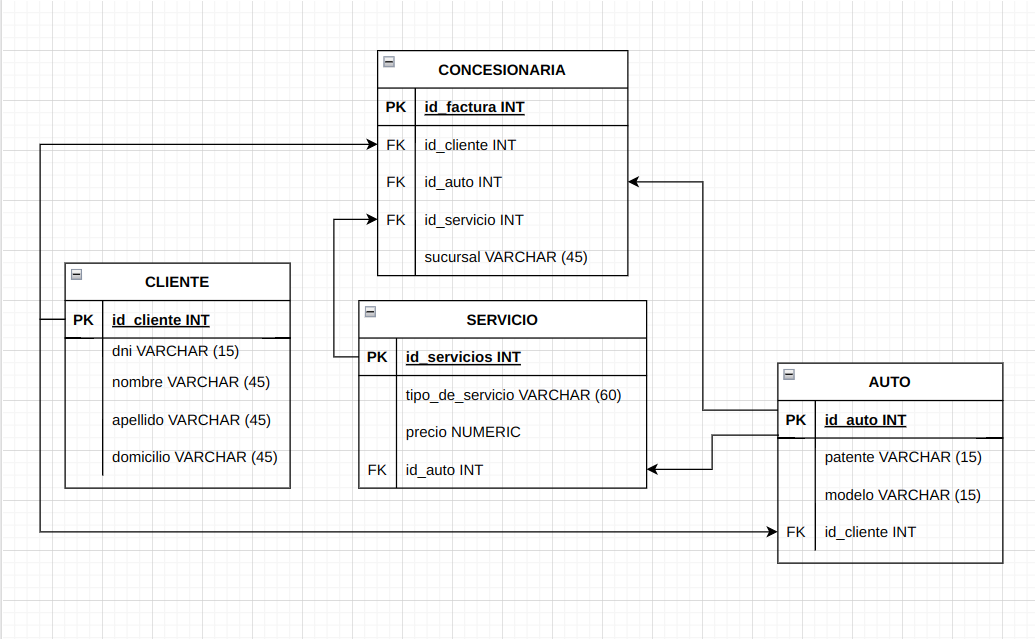 CONCESIONARIA
PK id_factura INT
FK id_cliente INT
FK id_auto INT
FK id_servicio INT
sucursal VARCHAR (45)
CLIENTE
PK id_cliente INT
dni VARCHAR (15)
nombre VARCHAR (45)
apellido VARCHAR (45)
domicilio VARCHAR (45)
SERVICIO
PK id_servicios INT
tipo_de_servicio VARCHAR (60)
precio NUMERIC
FK id_auto INT
AUTO
PK id_auto INT
patente VARCHAR (15)
modelo VARCHAR (15)
FK id_cliente INT